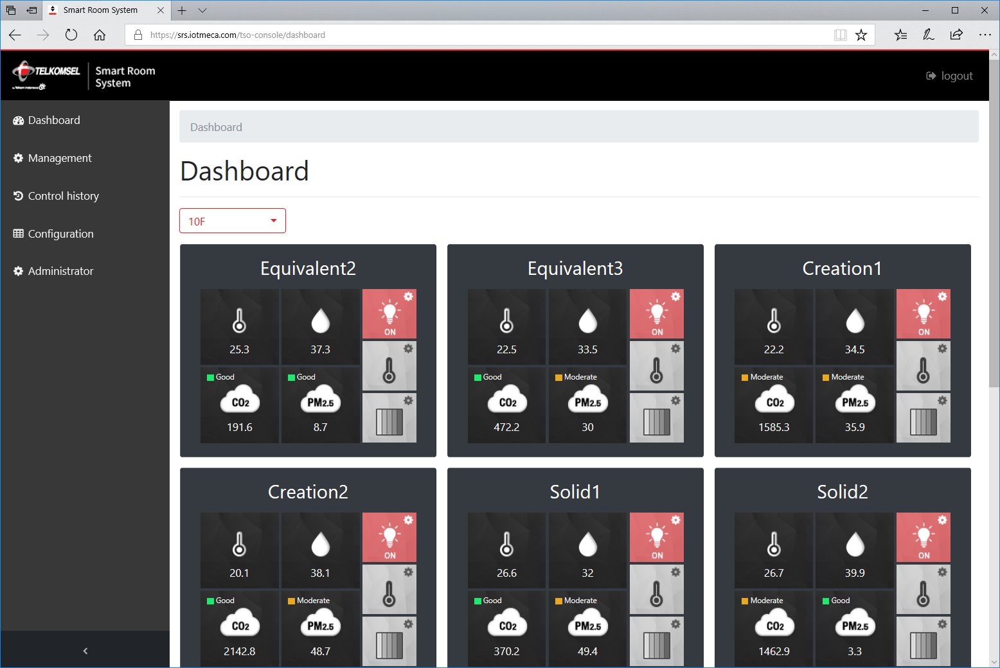 Smart Room System
https://srs.iotmeca.com/tso-console/dashboard
TELKOMSEL
by Telkom Indonesia
Smart Room
System
logout
Dashboard
Management
Control history
Configuration
Administrator
Dashboard
Dashboard
10F
Equivalent2
ON
25.3
37.3
Good
Good
CO2
PM2.5
191.6
8.7
Equivalent3
ON
22.5
33.5
Good
Moderate
CO2
PM2.5
472.2
30
Creation1
ON
22.2
34.5
Moderate
Moderate
CO2
PM2.5
1585.3
35.9
Creation2
ON
20.1
38.1
Good
Moderate
CO2
PM2.5
2142.8
48.7
Solid1
ON
26.6
32
Good
Moderate
CO2
PM2.5
370.2
49.4
Solid2
ON
26.7
39.9
Moderate
Good
CO2
PM2.5
1462.9
3.3